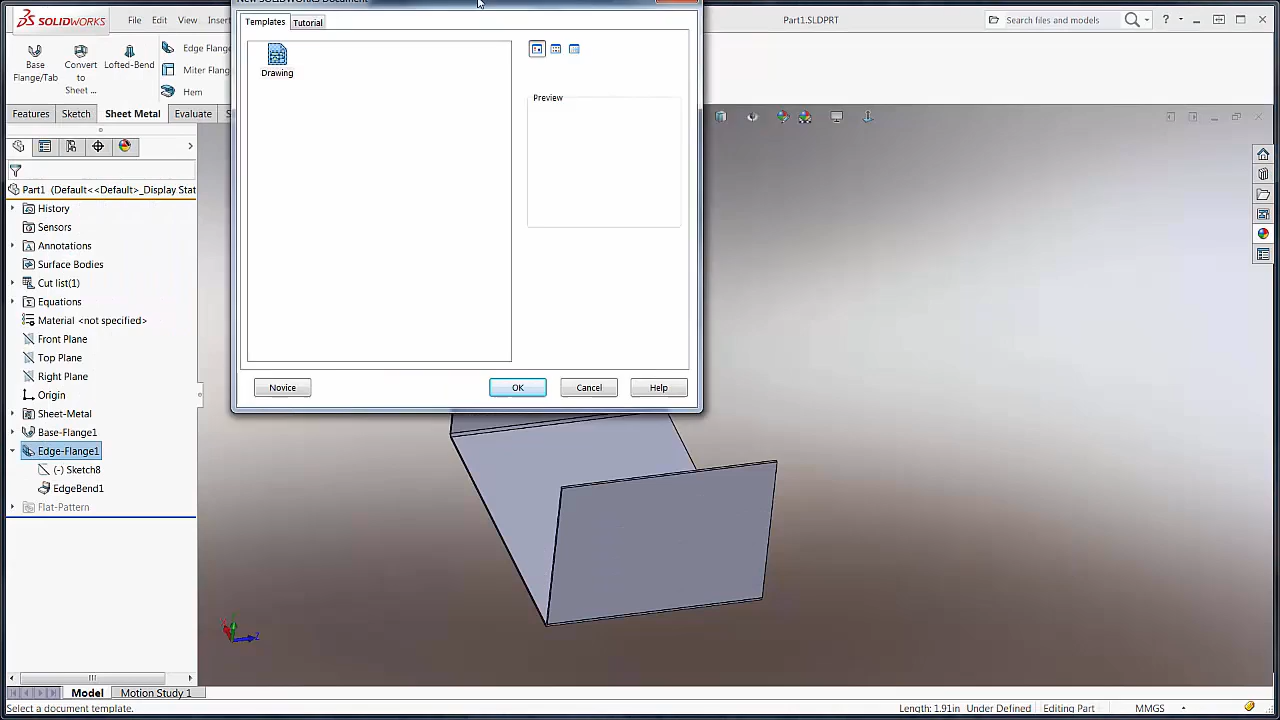 New SOLIDWORKS Document
SOLIDWORKS
File
Edit
View
Insert
Part1.SLDPRT
Search files and models
?
Base
Flange/Tab
Convert
to
Sheet ...
Lofted-Bend
Edge Flange
Miter Flang
Hem
Features
Sketch
Sheet Metal
Evaluate
Templates
Tutorial
Drawing
Preview
Novice
OK
Cancel
Help
Part1 (Default<<Default>_Display Stat
History
Sensors
Annotations
Surface Bodies
Cut list(1)
Equations
Material <not specified>
Front Plane
Top Plane
Right Plane
Origin
Sheet-Metal
Base-Flange1
Edge-Flange1
(-) Sketch8
EdgeBend1
Flat-Pattern
Model
Motion Study 1
Select a document template.
Length: 1.91in
Under Defined
Editing Part
MMGS